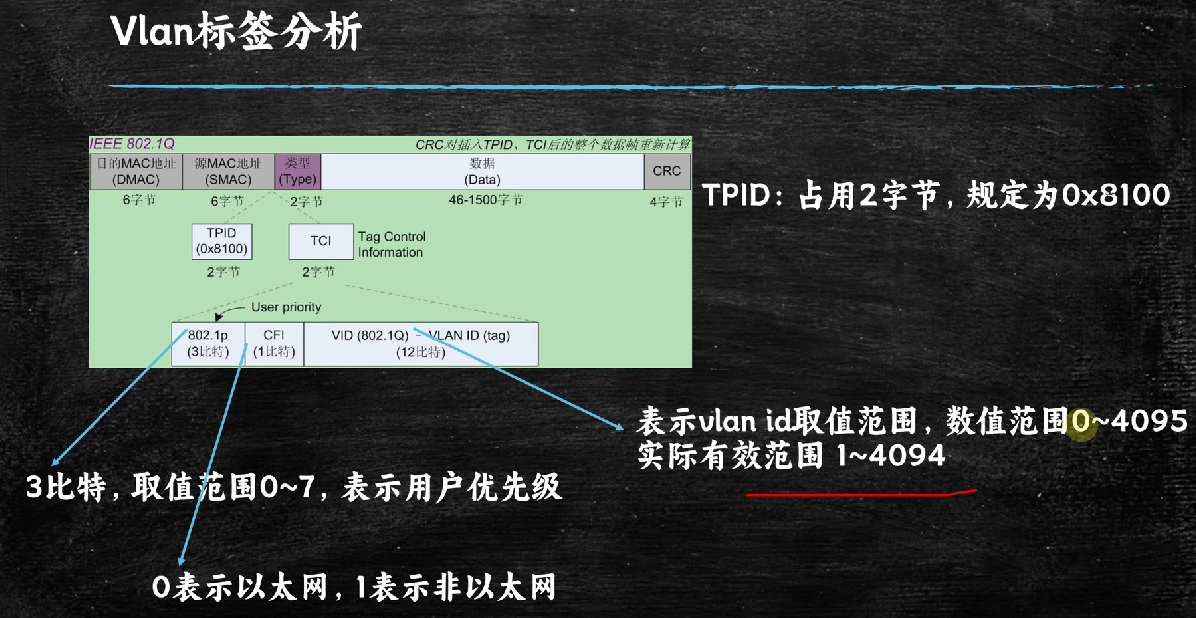 Vlan标签分析
IEEE 802.1Q
CRC对插入TPID、TCI后的整个数据帧重新计算
目的MAC地址
(DMAC)
源MAC地址
(SMAC)
类型
(Type)
数据
(Data)
CRC
6字节
6字节
2字节
46-1500字节
4字节
TPID：占用2字节，规定为0x8100
TPID
(0x8100)
TCI
Tag Control
Information
2字节
2字节
User priority
802.1p
(3比特)
CFI
(1比特)
VID (802.1Q) - VLAN ID (tag)
(12比特)
表示vlan id取值范围，数值范围0~4095
实际有效范围 1~4094
3比特，取值范围0~7，表示用户优先级
0表示以太网，1表示非以太网